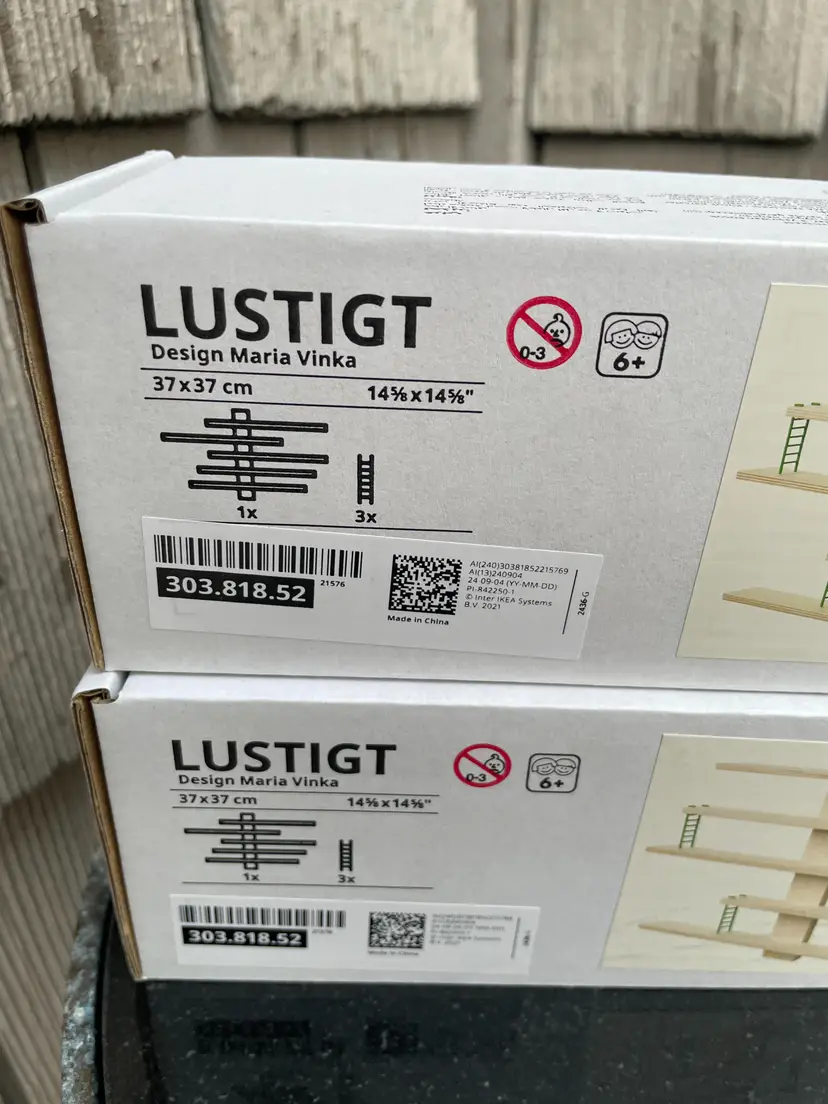 LUSTIGT
Design Maria Vinka
0-3
6+
37x37 cm 14⅝x14⅝"
1x
3x
21576
303.818.52
AI(240)30381852215769
AI(13)240904
24-09-04 (YY-MM-DD)
PI-842250-1
© Inter IKEA Systems
B.V. 2021
Made in China
2436-G
LUSTIGT
Design Maria Vinka
0-3
6+
37x37 cm 14⅝x14⅝"
1x
3x
21576
303.818.52
Made in China